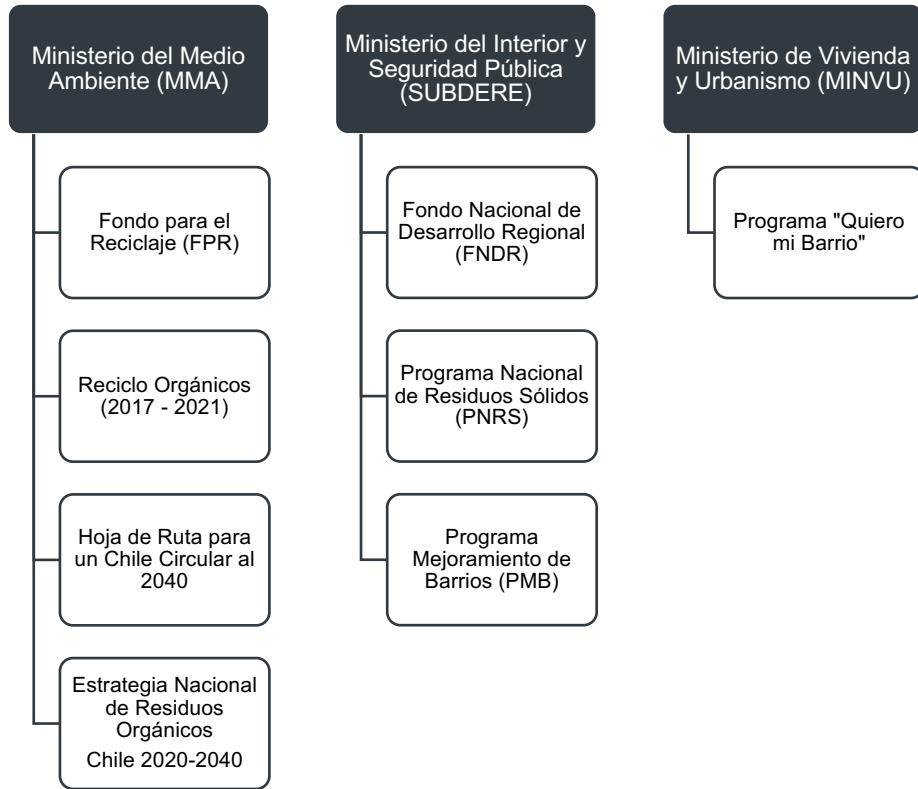 Ministerio del Medio
Ambiente (MMA)
Fondo para el
Reciclaje (FPR)
Reciclo Orgánicos
(2017 - 2021)
Hoja de Ruta para
un Chile Circular al
2040
Estrategia Nacional
de Residuos
Orgánicos
Chile 2020-2040
Ministerio del Interior y
Seguridad Pública
(SUBDERE)
Fondo Nacional de
Desarrollo Regional
(FNDR)
Programa Nacional
de Residuos Sólidos
(PNRS)
Programa
Mejoramiento de
Barrios (PMB)
Ministerio de Vivienda
y Urbanismo (MINVU)
Programa "Quiero
mi Barrio"